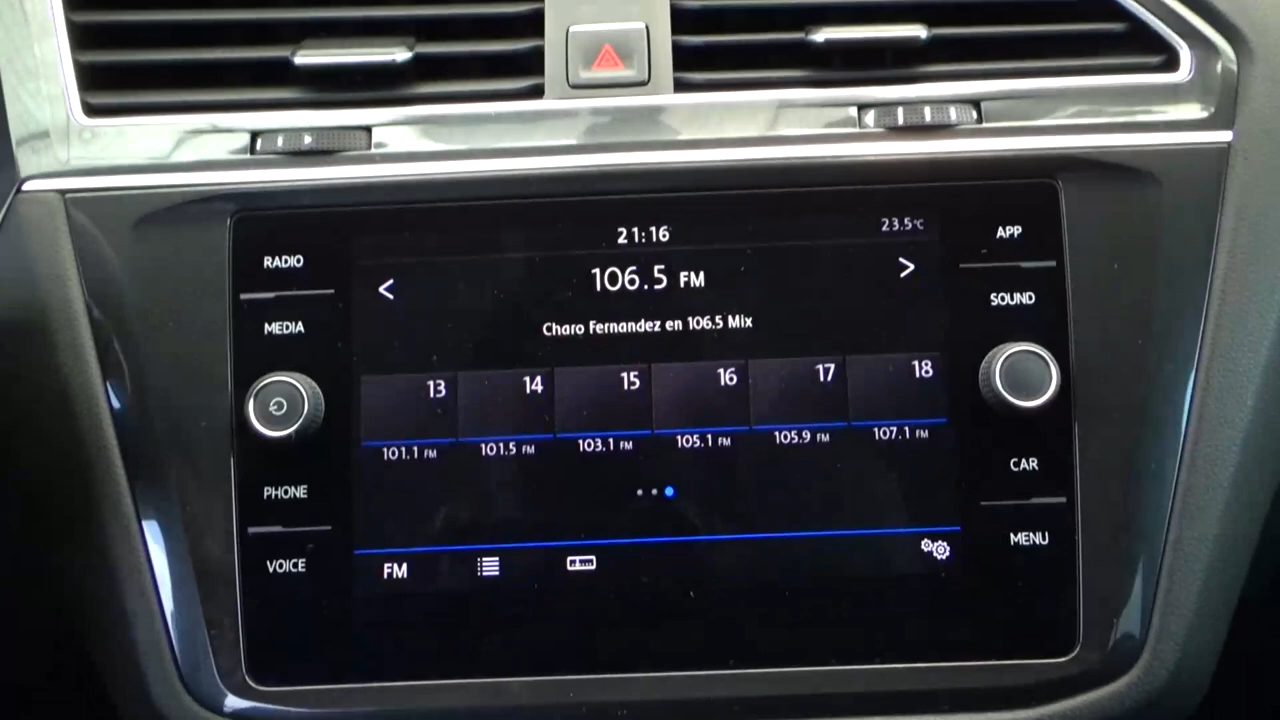 21:16
23.5°C
106.5 FM
Charo Fernandez en 106.5 Mix
13 14 15 16 17 18
101.1 FM 101.5 FM 103.1 FM 105.1 FM 105.9 FM 107.1 FM
FM
RADIO
MEDIA
PHONE
VOICE
APP
SOUND
CAR
MENU